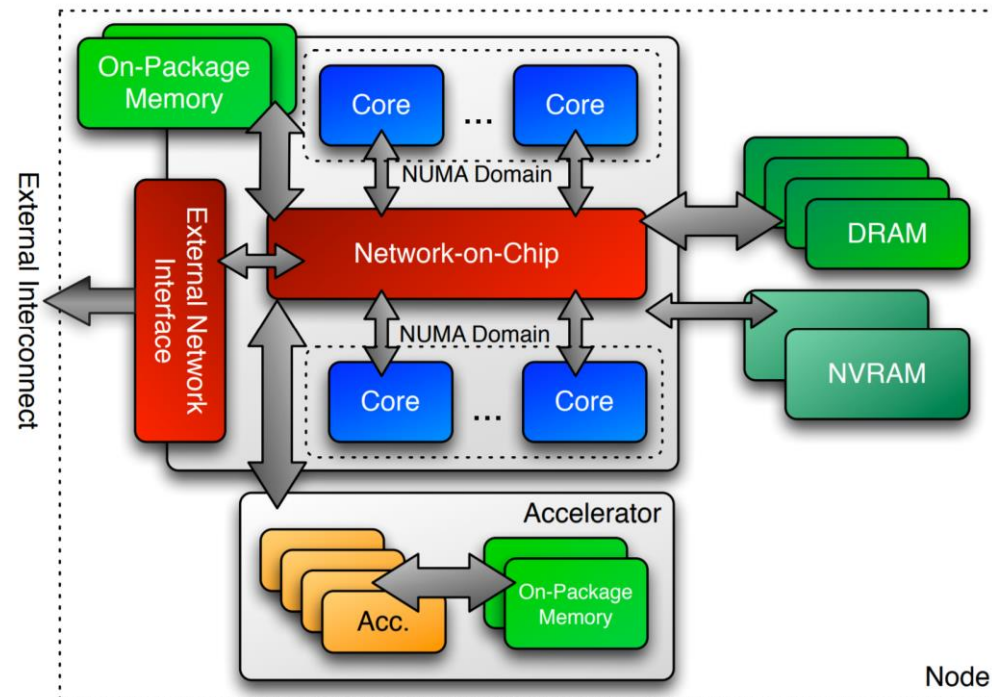 On-Package
Memory
Core
...
Core
NUMA Domain
External Interconnect
External Network
Interface
Network-on-Chip
DRAM
NUMA Domain
NVRAM
Core
...
Core
Accelerator
Acc.
On-Package
Memory
Node